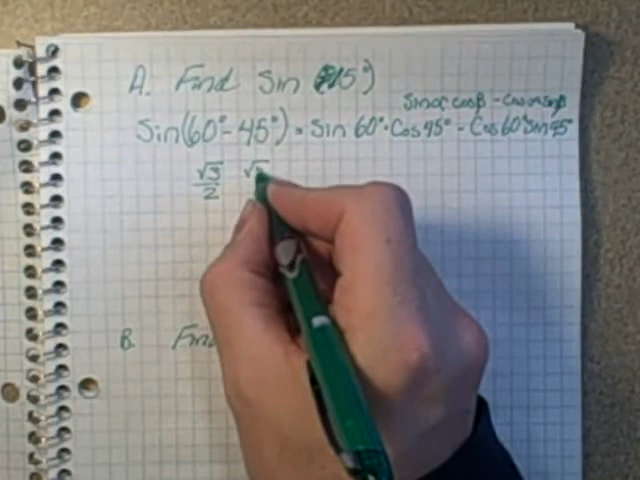 A. Find Sin (15°)
Sinα cosβ - cosα sinβ
Sin(60° - 45°) = Sin 60° · Cos 45° - Cos 60° Sin 45°
√3/2 √
B. Fin